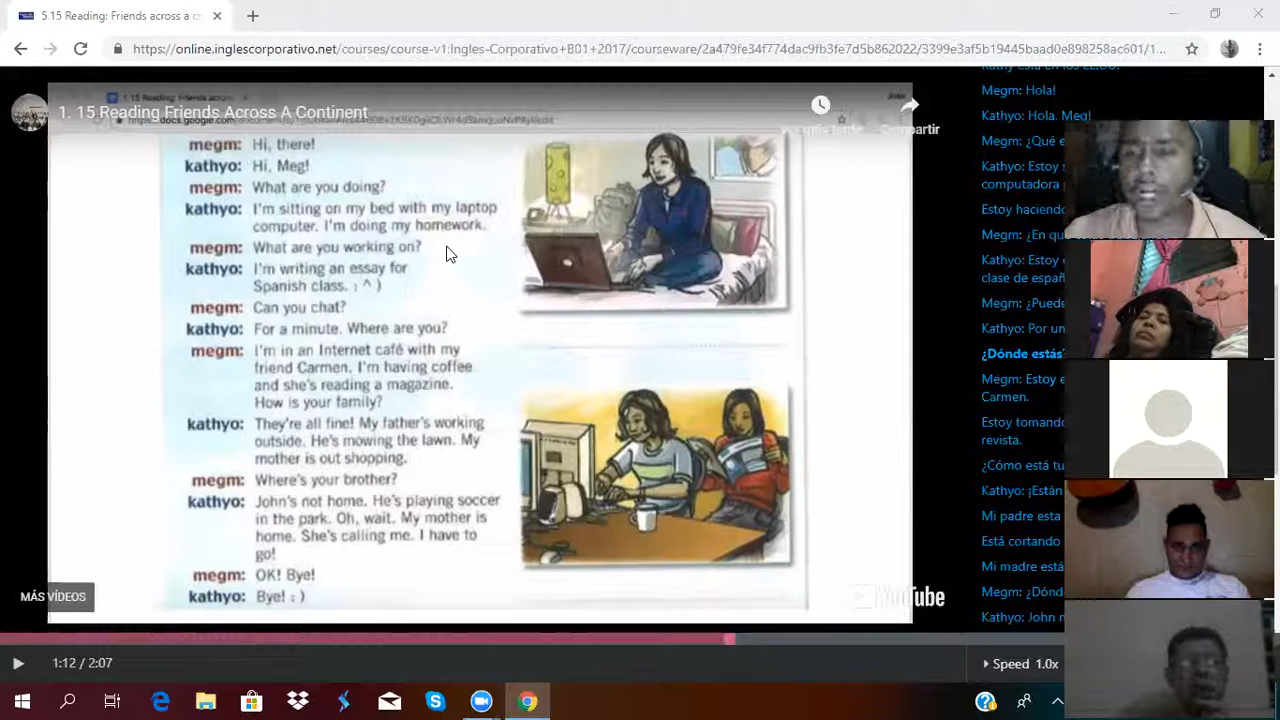 5.15 Reading: Friends across a c
https://online.inglescorporativo.net/courses/course-v1:Ingles-Corporativo+B01+2017/courseware/2a479fe34f774dac9fb3fe7d5b862022/3399e3af5b19445baad0e898258ac601/1...
1. 15 Reading Friends Across A Continent
Compartir
megm: Hi, there!
kathyo: Hi, Meg!
megm: What are you doing?
kathyo: I'm sitting on my bed with my laptop
computer. I'm doing my homework.
megm: What are you working on?
kathyo: I'm writing an essay for
Spanish class. : ^ )
megm: Can you chat?
kathyo: For a minute. Where are you?
megm: I'm in an Internet café with my
friend Carmen. I'm having coffee
and she's reading a magazine.
How is your family?
kathyo: They're all fine! My father's working
outside. He's mowing the lawn. My
mother is out shopping.
megm: Where's your brother?
kathyo: John's not home. He's playing soccer
in the park. Oh, wait. My mother is
home. She's calling me. I have to
go!
megm: OK! Bye!
kathyo: Bye! : )
MÁS VÍDEOS
YouTube
1:12 / 2:07
Speed 1.0x
Megm: Hola!
Kathy: Hola, Meg!
Megm: ¿Qué e
Kathyo: Estoy s
computadora
Estoy haciendo
Megm: ¿En qu
Kathyo: Estoy e
clase de españ
Megm: ¿Puede
Kathyo: Por un
¿Dónde estás?
Megm: Estoy e
Carmen.
Estoy tomando
revista.
¿Cómo está tu
Kathyo: ¡Están
Mi padre esta
Está cortando
Mi madre está
Megm: ¿Dónd
Kathyo: John n